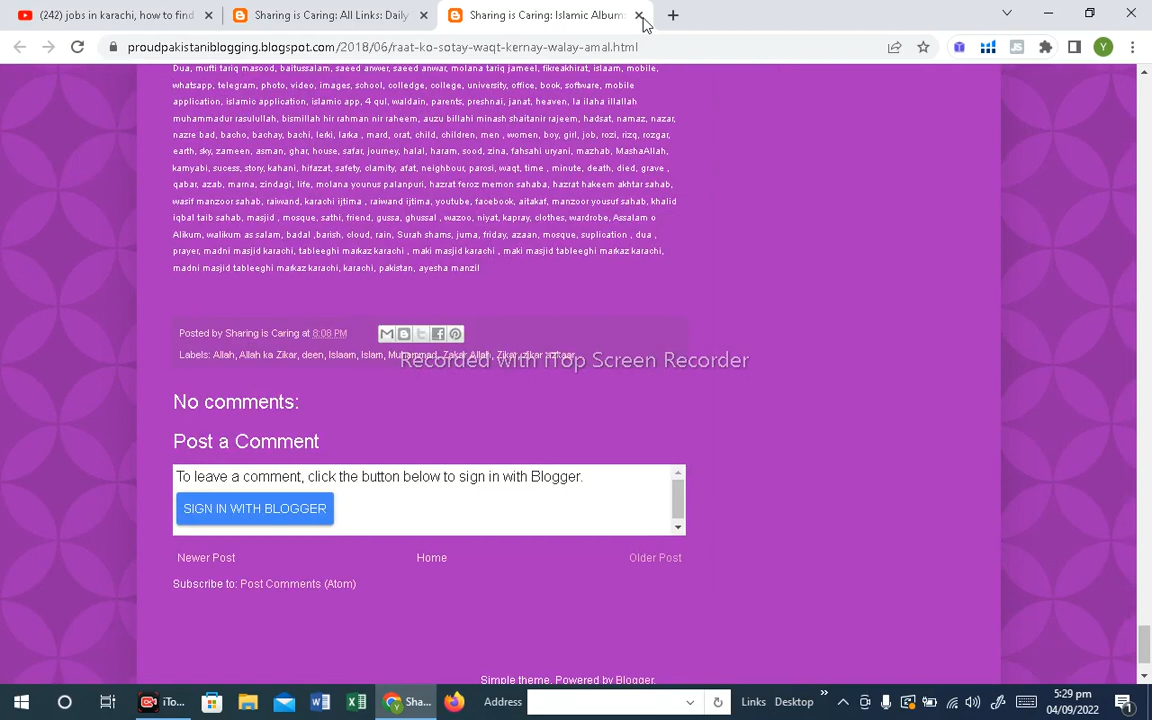 (242) jobs in karachi, how to find
Sharing is Caring: All Links: Daily
Sharing is Caring: Islamic Album:
proudpakistaniblogging.blogspot.com/2018/06/raat-ko-sotay-waqt-kernay-walay-amal.html
Y
Dua, mufti tariq masood, baitussalam, saeed anwer, saeed anwar, molana tariq jameel, fikreakhirat, islaam, mobile,
whatsapp, telegram, photo, video, images, school, colledge, college, university, office, book, software, mobile
application, islamic application, islamic app, 4 qul, waldain, parents, preshnai, janat, heaven, la ilaha illallah
muhammadur rasulullah, bismillah hir rahman nir raheem, auzu billahi minash shaitanir rajeem, hadsat, namaz, nazar,
nazre bad, bacho, bachay, bachi, lerki, larka , mard, orat, child, children, men , women, boy, girl, job, rozi, rizq, rozgar,
earth, sky, zameen, asman, ghar, house, safar, journey, halal, haram, sood, zina, fahsahi uryani, mazhab, MashaAllah,
kamyabi, sucess, story, kahani, hifazat, safety, clamity, afat, neighbour, parosi, waqt, time , minute, death, died, grave ,
qabar, azab, marna, zindagi, life, molana younus palanpuri, hazrat feroz memon sahaba, hazrat hakeem akhtar sahab,
wasif manzoor sahab, raiwand, karachi ijtima , raiwand ijtima, youtube, facebook, aitakaf, manzoor yousuf sahab, khalid
iqbal taib sahab, masjid , mosque, sathi, friend, gussa, ghussal , wazoo, niyat, kapray, clothes, wardrobe, Assalam o
Alikum, walikum as salam, badal ,barish, cloud, rain, Surah shams, juma, friday, azaan, mosque, suplication , dua ,
prayer, madni masjid karachi, tableeghi markaz karachi , maki masjid karachi , maki masjid tableeghi markaz karachi,
madni masjid tableeghi markaz karachi, karachi, pakistan, ayesha manzil
Posted by Sharing is Caring at 8:08 PM
Labels: Allah, Allah ka Zikar, deen, Islaam, Islam, Muhammad, Zakar Allah, Zikar, zikar azkaar
Recorded with iTop Screen Recorder
No comments:
Post a Comment
To leave a comment, click the button below to sign in with Blogger.
SIGN IN WITH BLOGGER
Newer Post Home Older Post
Subscribe to: Post Comments (Atom)
Simple theme. Powered by Blogger.
iTo...
Sha...
Address
Links
Desktop
5:29 pm
04/09/2022
1